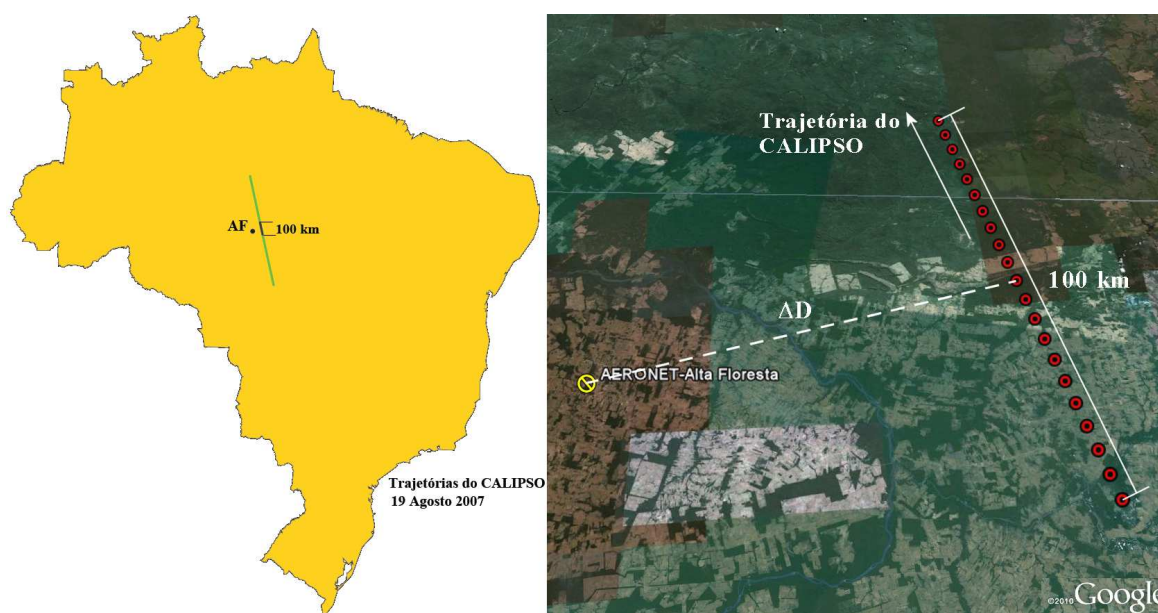 AF
100 km
Trajetórias do CALIPSO
19 Agosto 2007
Trajetória do
CALIPSO
100 km
ΔD
AERONET-Alta Floresta
©2010 Google